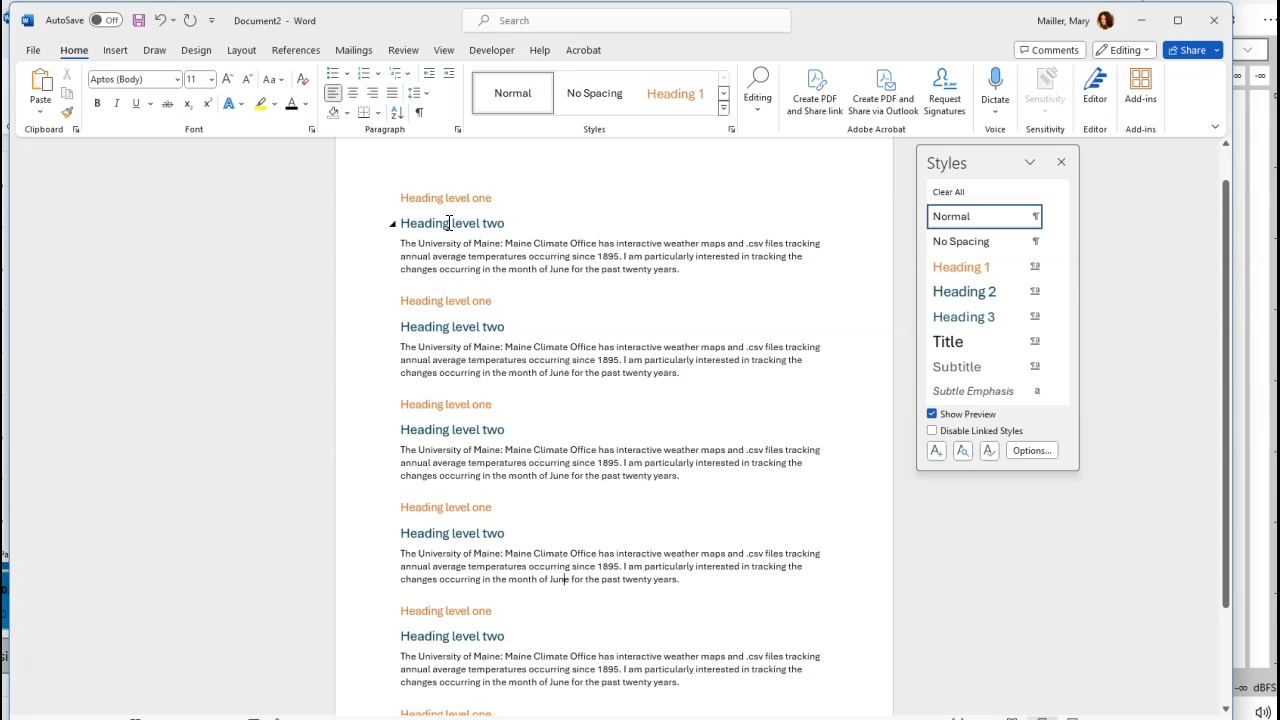 AutoSave Off Document2 - Word Search Mailler, Mary
File Home Insert Draw Design Layout References Mailings Review View Developer Help Acrobat Comments Editing Share
Paste Aptos (Body) 11 Aa Normal No Spacing Heading 1 Editing Create PDF and Share link Create PDF and Share via Outlook Request Signatures Dictate Sensitivity Editor Add-ins
Clipboard Font Paragraph Styles Adobe Acrobat Voice Sensitivity Editor Add-ins
Heading level one
Heading level two
The University of Maine: Maine Climate Office has interactive weather maps and .csv files tracking
annual average temperatures occurring since 1895. I am particularly interested in tracking the
changes occurring in the month of June for the past twenty years.
Heading level one
Heading level two
The University of Maine: Maine Climate Office has interactive weather maps and .csv files tracking
annual average temperatures occurring since 1895. I am particularly interested in tracking the
changes occurring in the month of June for the past twenty years.
Heading level one
Heading level two
The University of Maine: Maine Climate Office has interactive weather maps and .csv files tracking
annual average temperatures occurring since 1895. I am particularly interested in tracking the
changes occurring in the month of June for the past twenty years.
Heading level one
Heading level two
The University of Maine: Maine Climate Office has interactive weather maps and .csv files tracking
annual average temperatures occurring since 1895. I am particularly interested in tracking the
changes occurring in the month of June for the past twenty years.
Heading level one
Heading level two
The University of Maine: Maine Climate Office has interactive weather maps and .csv files tracking
annual average temperatures occurring since 1895. I am particularly interested in tracking the
changes occurring in the month of June for the past twenty years.
Heading level one
Styles
Clear All
Normal
No Spacing
Heading 1
Heading 2
Heading 3
Title
Subtitle
Subtle Emphasis a
Show Preview
Disable Linked Styles
Options...
-∞ dBFS